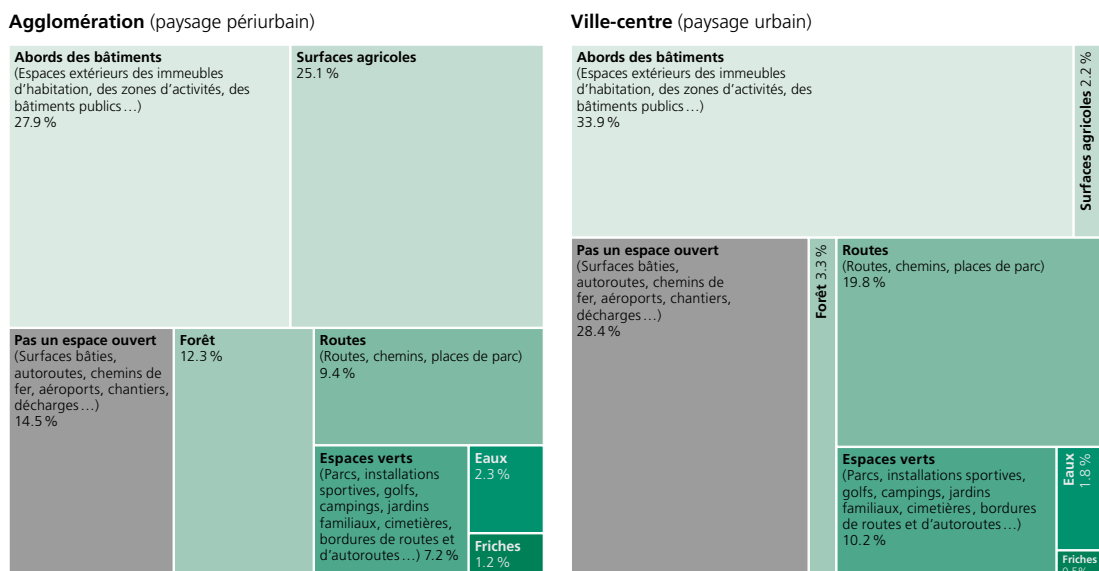 Agglomération (paysage périurbain)
Abords des bâtiments
(Espaces extérieurs des immeubles
d'habitation, des zones d'activités, des
bâtiments publics…)
27.9 %
Surfaces agricoles
25.1 %
Pas un espace ouvert
(Surfaces bâties,
autoroutes, chemins de
fer, aéroports, chantiers,
décharges…)
14.5 %
Forêt
12.3 %
Routes
(Routes, chemins, places de parc)
9.4 %
Espaces verts
(Parcs, installations
sportives, golfs,
campings, jardins
familiaux, cimetières,
bordures de routes et
d'autoroutes…) 7.2 %
Eaux
2.3 %
Friches
1.2 %
Ville-centre (paysage urbain)
Abords des bâtiments
(Espaces extérieurs des immeubles
d'habitation, des zones d'activités, des
bâtiments publics…)
33.9 %
Surfaces agricoles 2.2 %
Pas un espace ouvert
(Surfaces bâties,
autoroutes, chemins de
fer, aéroports, chantiers,
décharges…)
28.4 %
Forêt 3.3 %
Routes
(Routes, chemins, places de parc)
19.8 %
Espaces verts
(Parcs, installations sportives,
golfs, campings, jardins
familiaux, cimetières, bordures
de routes et d'autoroutes…)
10.2 %
Eaux
1.8 %
Friches
0.5%